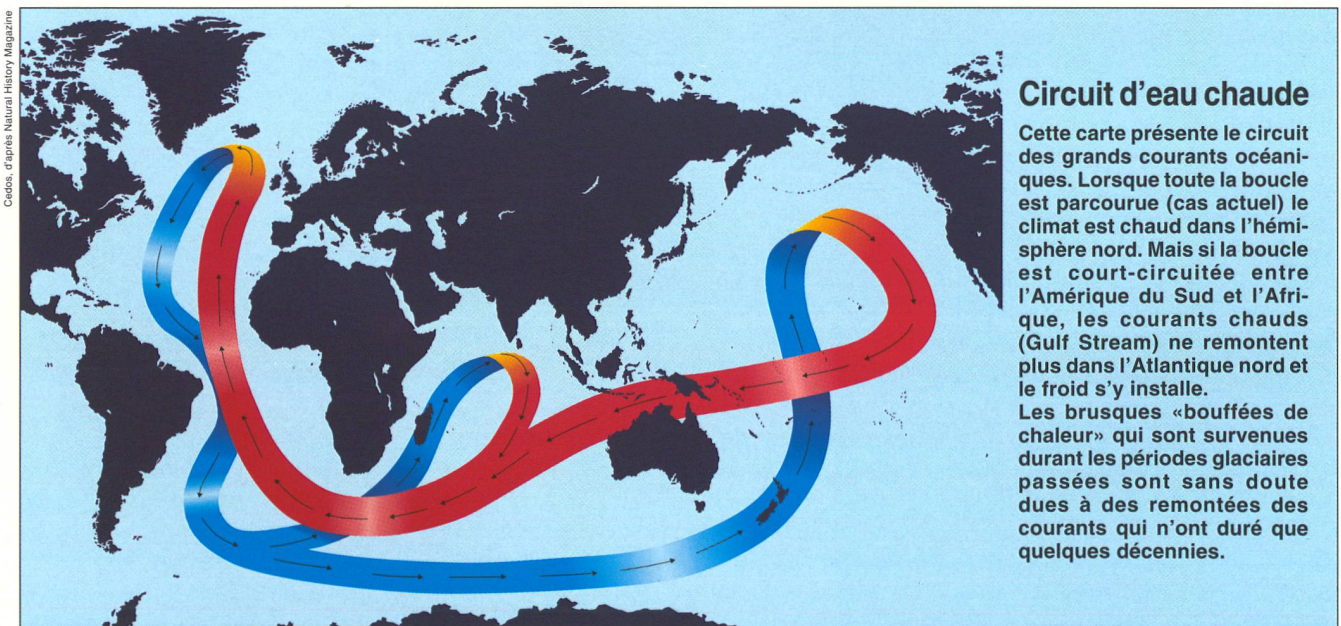 Cedos, d'après Natural History Magazine
Circuit d'eau chaude
Cette carte présente le circuit
des grands courants océani-
ques. Lorsque toute la boucle
est parcourue (cas actuel) le
climat est chaud dans l'hémi-
sphère nord. Mais si la boucle
est court-circuitée entre
l'Amérique du Sud et l'Afri-
que, les courants chauds
(Gulf Stream) ne remontent
plus dans l'Atlantique nord et
le froid s'y installe.
Les brusques «bouffées de
chaleur» qui sont survenues
durant les périodes glaciaires
passées sont sans doute
dues à des remontées des
courants qui n'ont duré que
quelques décennies.